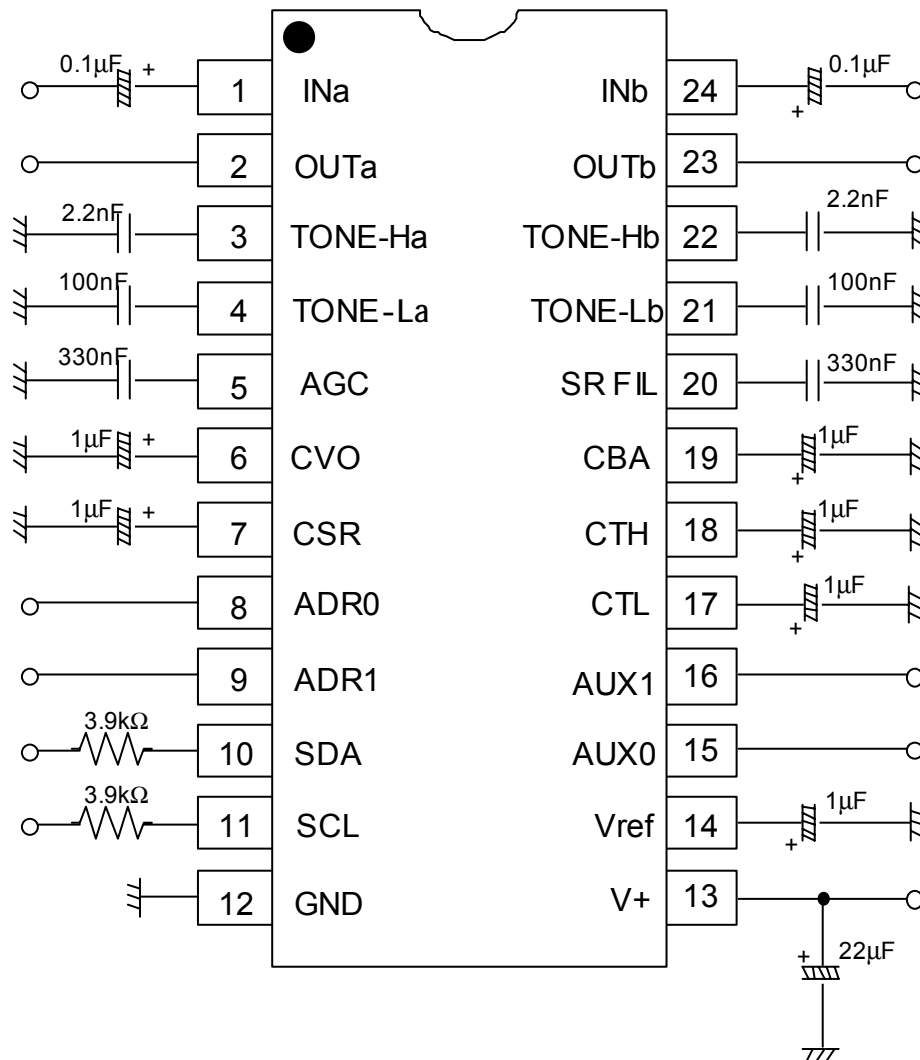 0.1μF + 1 INa INb 24 + 0.1μF
2 OUTa OUTb 23
2.2nF 3 TONE-Ha TONE-Hb 22 2.2nF
100nF 4 TONE-La TONE-Lb 21 100nF
330nF 5 AGC SR FIL 20 330nF
1μF + 6 CVO CBA 19 + 1μF
1μF + 7 CSR CTH 18 + 1μF
8 ADR0 CTL 17 + 1μF
9 ADR1 AUX1 16
3.9kΩ 10 SDA AUX0 15
3.9kΩ 11 SCL Vref 14 + 1μF
12 GND V+ 13
+ 22μF